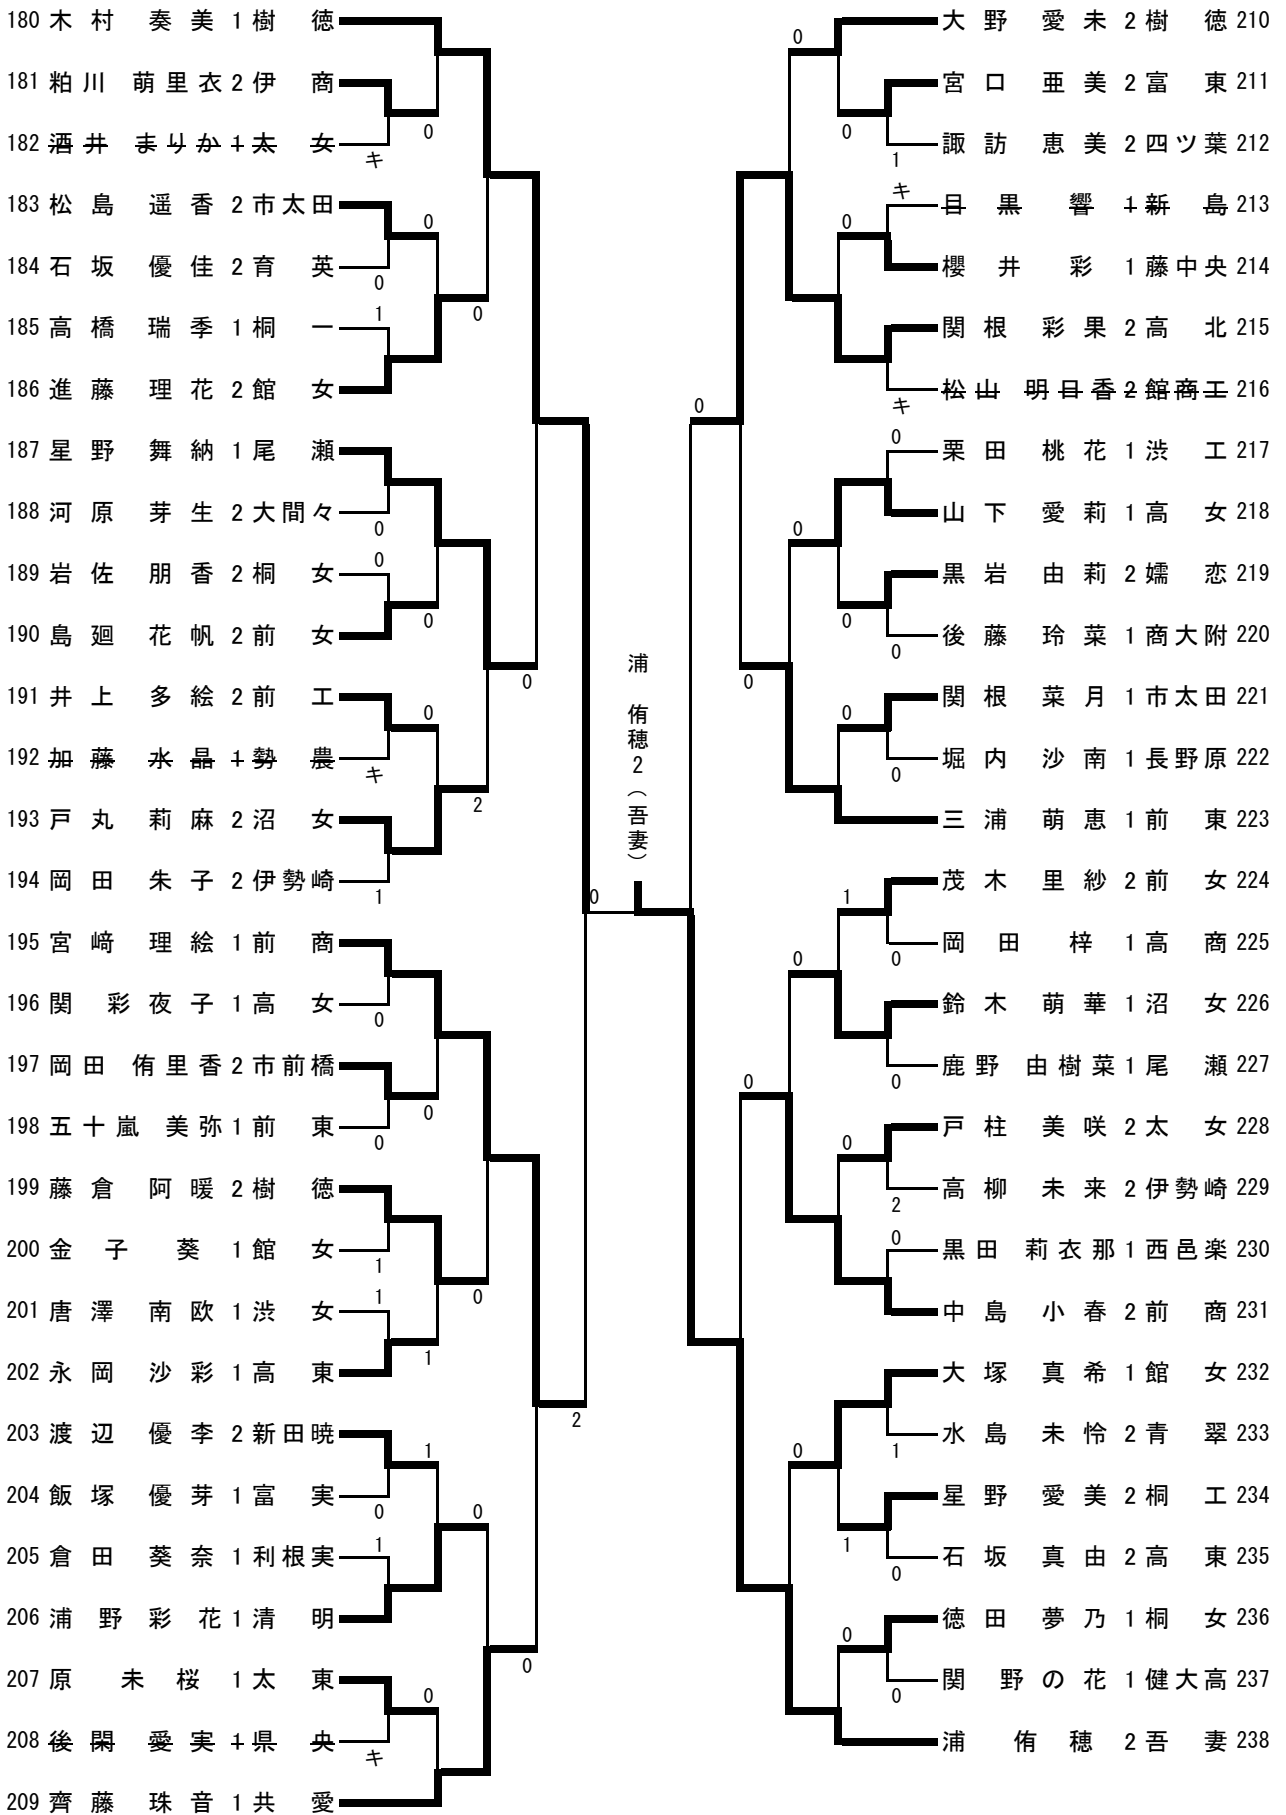 180 木村 奏美 1 樹徳
181 粕川 萌里衣 2 伊商
182 酒井 まりか 1 太女
キ
0
183 松島 遥香 2 市太田
0
184 石坂 優佳 2 育英
0
185 高橋 瑞季 1 桐一
1
0
186 進藤 理花 2 館女
187 星野 舞納 1 尾瀬
188 河原 芽生 2 大間々
0
189 岩佐 朋香 2 桐女
0
190 島廻 花帆 2 前女
0
0
191 井上 多絵 2 前工
0
192 加藤 水晶 1 勢農
キ
193 戸丸 莉麻 2 沼女
2
194 岡田 朱子 2 伊勢崎
1
195 宮﨑 理絵 1 前商
196 関 彩夜子 1 高女
0
197 岡田 侑里香 2 市前橋
0
198 五十嵐 美弥 1 前東
0
199 藤倉 阿暖 2 樹徳
200 金子 葵 1 館女
1
201 唐澤 南欧 1 渋女
1
0
202 永岡 沙彩 1 高東
1
2
203 渡辺 優李 2 新田暁
1
204 飯塚 優芽 1 富実
0
0
205 倉田 葵奈 1 利根実
1
206 浦野 彩花 1 清明
0
207 原 未桜 1 太東
0
208 後閑 愛実 1 県央
キ
209 齊藤 珠音 1 共愛
浦 侑穂2(吾妻)
0
大野 愛未 2 樹徳 210
0
宮口 亜美 2 富東 211
0
諏訪 恵美 2 四ツ葉 212
1
キ
目黒 響 1 新島 213
0
櫻井 彩 1 藤中央 214
関根 彩果 2 高北 215
松山 明日香 2 館商工 216
キ
0
0
栗田 桃花 1 渋工 217
山下 愛莉 1 高女 218
0
黒岩 由莉 2 嬬恋 219
0
後藤 玲菜 1 商大附 220
0
0
関根 菜月 1 市太田 221
0
堀内 沙南 1 長野原 222
0
三浦 萌恵 1 前東 223
茂木 里紗 2 前女 224
1
岡田 梓 1 高商 225
0
0
鈴木 萌華 1 沼女 226
鹿野 由樹菜 1 尾瀬 227
0
0
戸柱 美咲 2 太女 228
0
高柳 未来 2 伊勢崎 229
2
黒田 莉衣那 1 西邑楽 230
0
中島 小春 2 前商 231
大塚 真希 1 館女 232
水島 未怜 2 青翠 233
1
0
星野 愛美 2 桐工 234
1
石坂 真由 2 高東 235
0
徳田 夢乃 1 桐女 236
0
関 野の花 1 健大高 237
0
浦 侑穂 2 吾妻 238